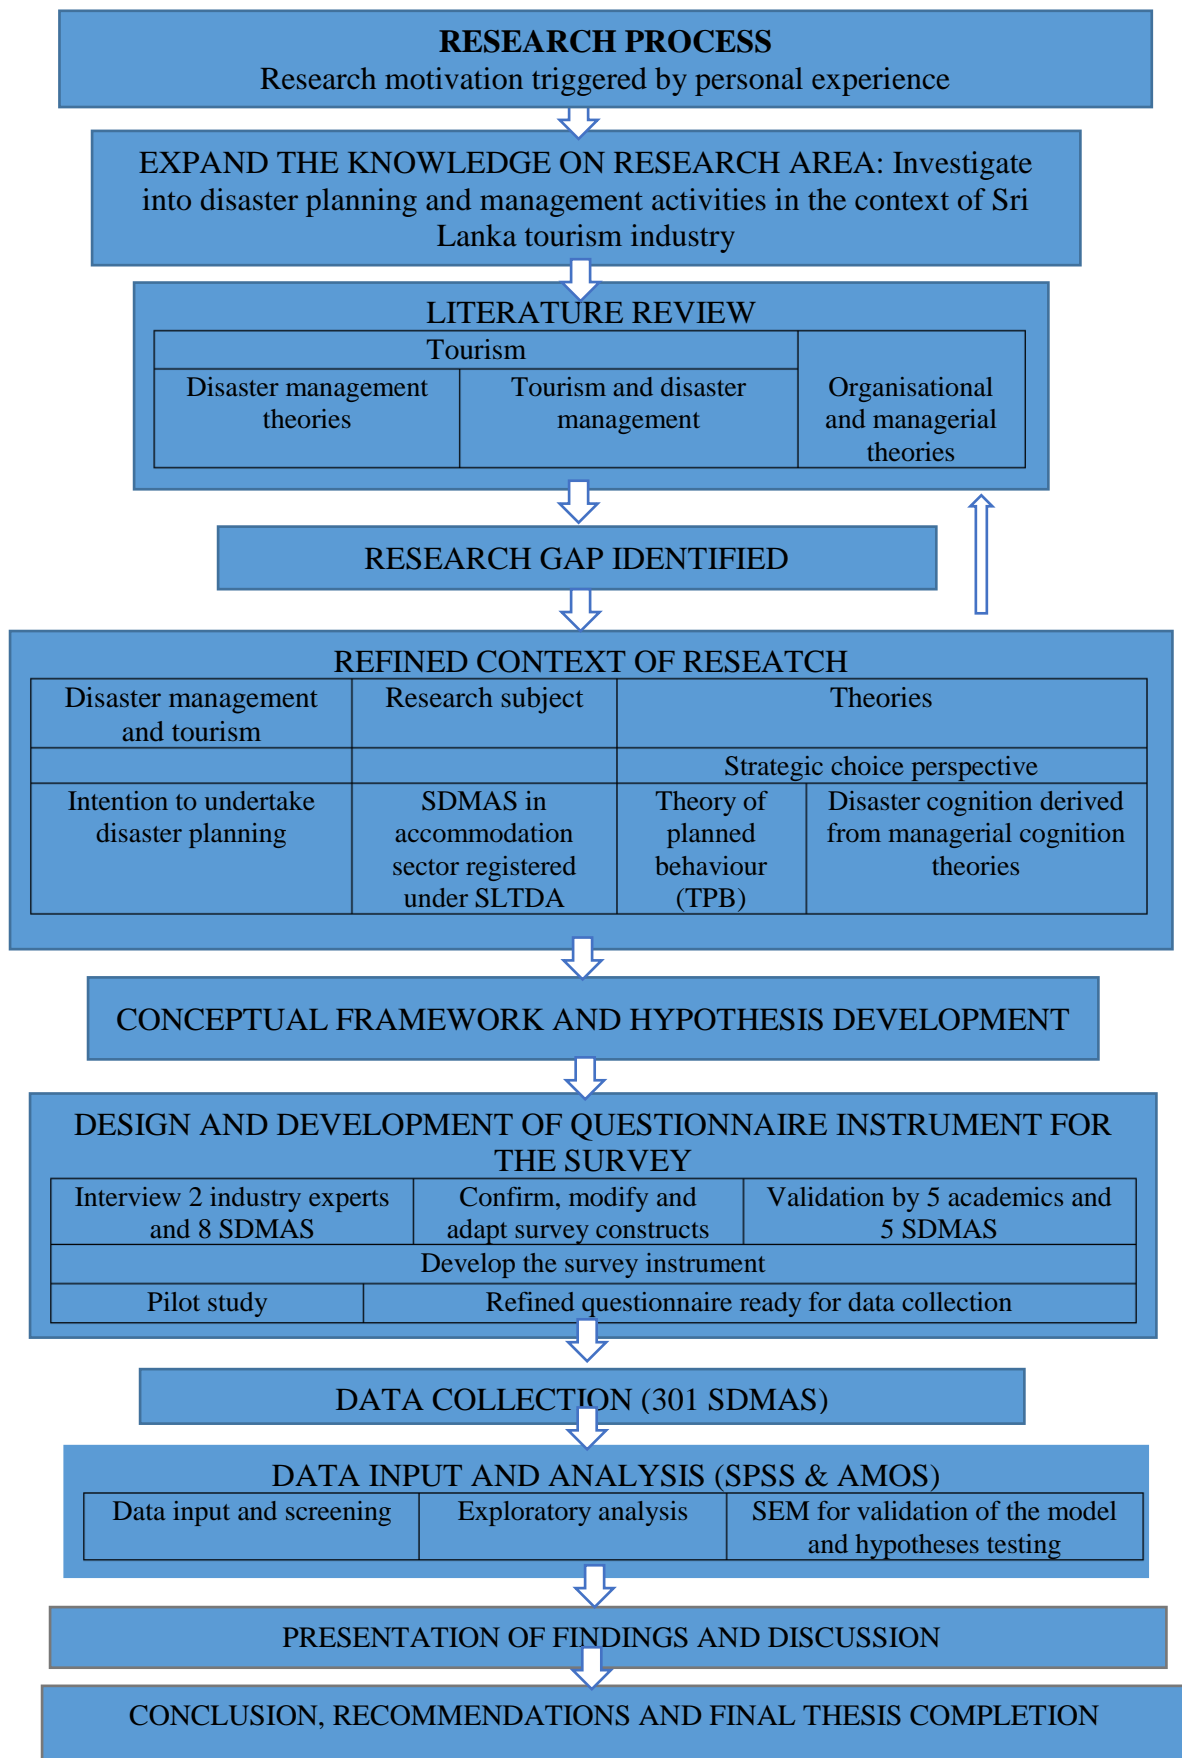 RESEARCH PROCESS
Research motivation triggered by personal experience
EXPAND THE KNOWLEDGE ON RESEARCH AREA: Investigate
into disaster planning and management activities in the context of Sri
Lanka tourism industry
LITERATURE REVIEW
Tourism
Disaster management
theories
Tourism and disaster
management
Organisational
and managerial
theories
RESEARCH GAP IDENTIFIED
REFINED CONTEXT OF RESEATCH
Disaster management
and tourism
Research subject
Theories
Strategic choice perspective
Intention to undertake
disaster planning
SDMAS in
accommodation
sector registered
under SLTDA
Theory of
planned
behaviour
(TPB)
Disaster cognition derived
from managerial cognition
theories
CONCEPTUAL FRAMEWORK AND HYPOTHESIS DEVELOPMENT
DESIGN AND DEVELOPMENT OF QUESTIONNAIRE INSTRUMENT FOR
THE SURVEY
Interview 2 industry experts
and 8 SDMAS
Confirm, modify and
adapt survey constructs
Validation by 5 academics and
5 SDMAS
Develop the survey instrument
Pilot study
Refined questionnaire ready for data collection
DATA COLLECTION (301 SDMAS)
DATA INPUT AND ANALYSIS (SPSS & AMOS)
Data input and screening
Exploratory analysis
SEM for validation of the model
and hypotheses testing
PRESENTATION OF FINDINGS AND DISCUSSION
CONCLUSION, RECOMMENDATIONS AND FINAL THESIS COMPLETION